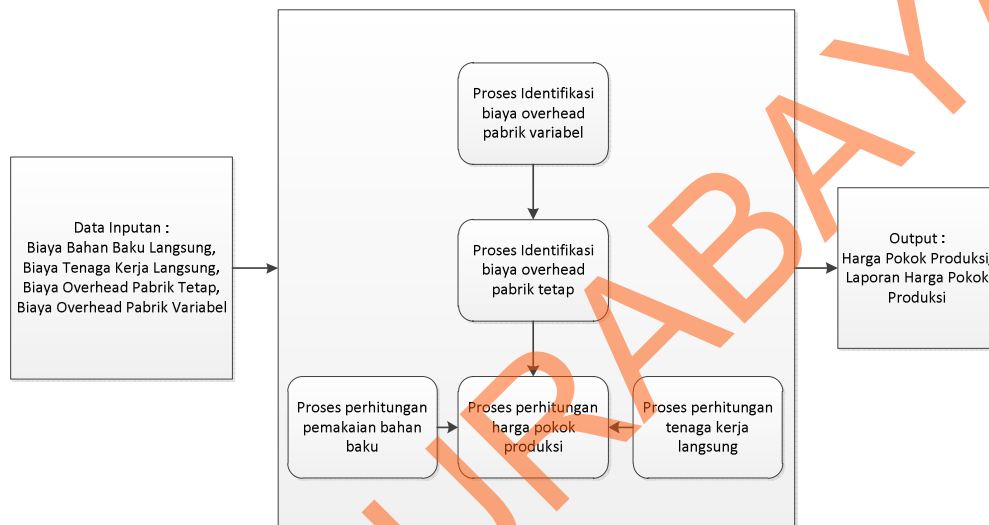 Proses Identifikasi
biaya overhead
pabrik variabel
Data Inputan :
Biaya Bahan Baku Langsung,
Biaya Tenaga Kerja Langsung,
Biaya Overhead Pabrik Tetap,
Biaya Overhead Pabrik Variabel
Proses Identifikasi
biaya overhead
pabrik tetap
Output :
Harga Pokok Produksi,
Laporan Harga Pokok
Produksi
Proses perhitungan
pemakaian bahan
baku
Proses perhitungan
harga pokok
produksi
Proses perhitungan
tenaga kerja
langsung
URABAY